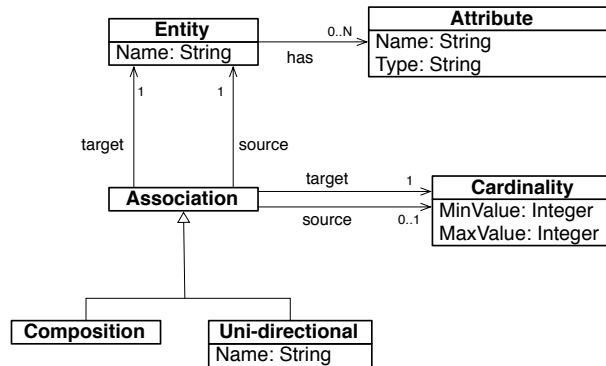 Entity
Name: String
has
0..N
Attribute
Name: String
Type: String
1
1
target
source
Association
target
1
source
0..1
Cardinality
MinValue: Integer
MaxValue: Integer
Composition
Uni-directional
Name: String